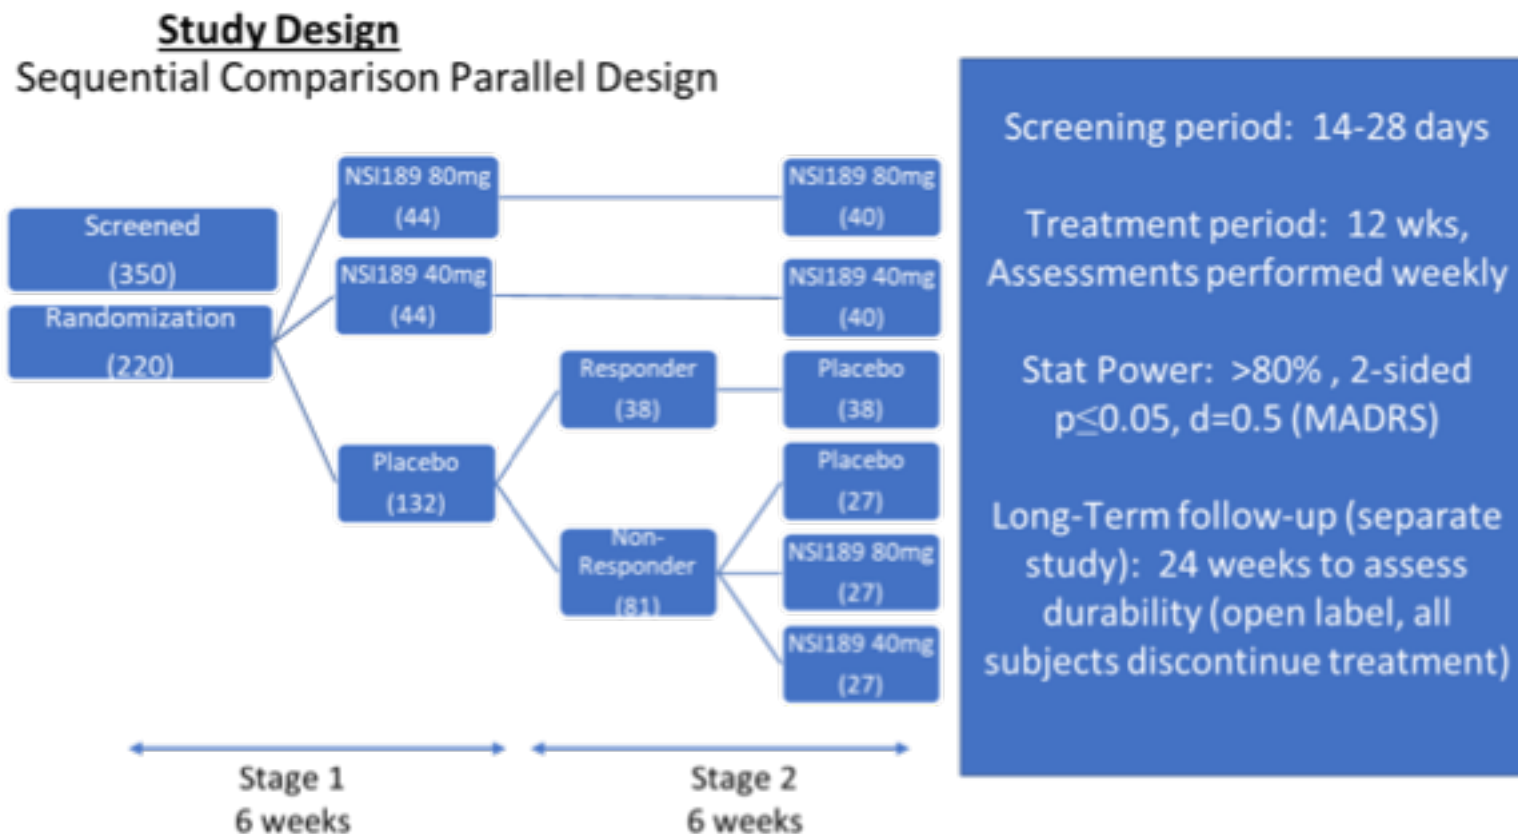 Study Design
Sequential Comparison Parallel Design
Screened
(350)
Randomization
(220)
NSI189 80mg
(44)
NSI189 40mg
(44)
Placebo
(132)
Responder
(38)
Non-
Responder
(81)
NSI189 80mg
(40)
NSI189 40mg
(40)
Placebo
(38)
Placebo
(27)
NSI189 80mg
(27)
NSI189 40mg
(27)
Stage 1
6 weeks
Stage 2
6 weeks
Screening period: 14-28 days
Treatment period: 12 wks,
Assessments performed weekly
Stat Power: >80% , 2-sided
p≤0.05, d=0.5 (MADRS)
Long-Term follow-up (separate
study): 24 weeks to assess
durability (open label, all
subjects discontinue treatment)